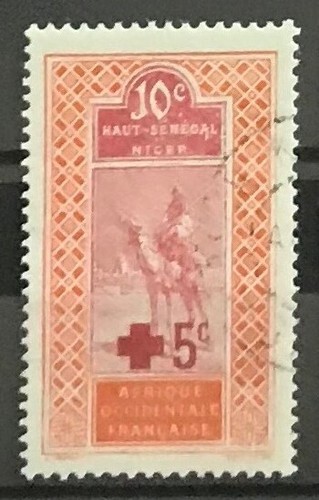 10c
HAUT-SENEGAL
NIGER
5c
AFRIQUE
OCCIDENTALE
FRANÇAISE